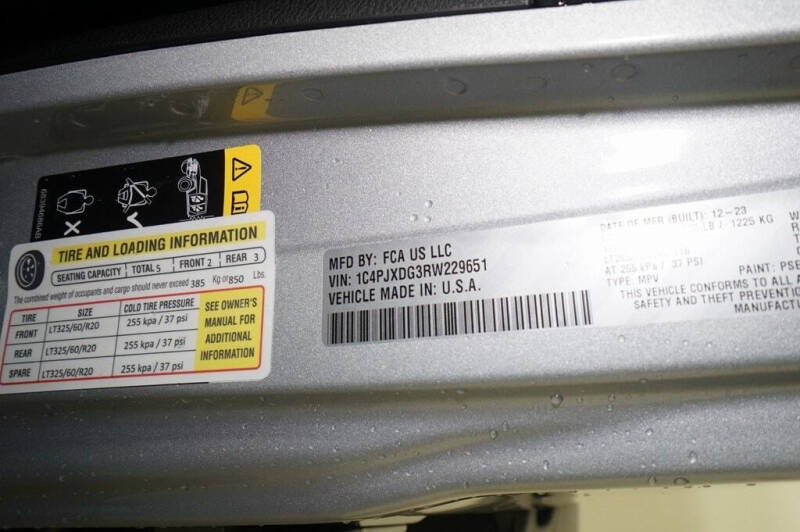 68394686AB
TIRE AND LOADING INFORMATION
SEATING CAPACITY TOTAL 5 FRONT 2 REAR 3
The combined weight of occupants and cargo should never exceed 385 Kg or 850 Lbs.
TIRE SIZE COLD TIRE PRESSURE
FRONT LT325/60/R20 255 kpa / 37 psi
REAR LT325/60/R20 255 kpa / 37 psi
SPARE LT325/60/R20 255 kpa / 37 psi
SEE OWNER'S
MANUAL FOR
ADDITIONAL
INFORMATION
MFD BY: FCA US LLC
VIN: 1C4PJXDG3RW229651
VEHICLE MADE IN: U.S.A.
DATE OF MFR (BUILT): 12-23
LB / 1225 KG
AT 255 kPa / 37 PSI
TYPE: MPV PAINT: PSE
THIS VEHICLE CONFORMS TO ALL
SAFETY AND THEFT PREVENTIO
MANUFACT